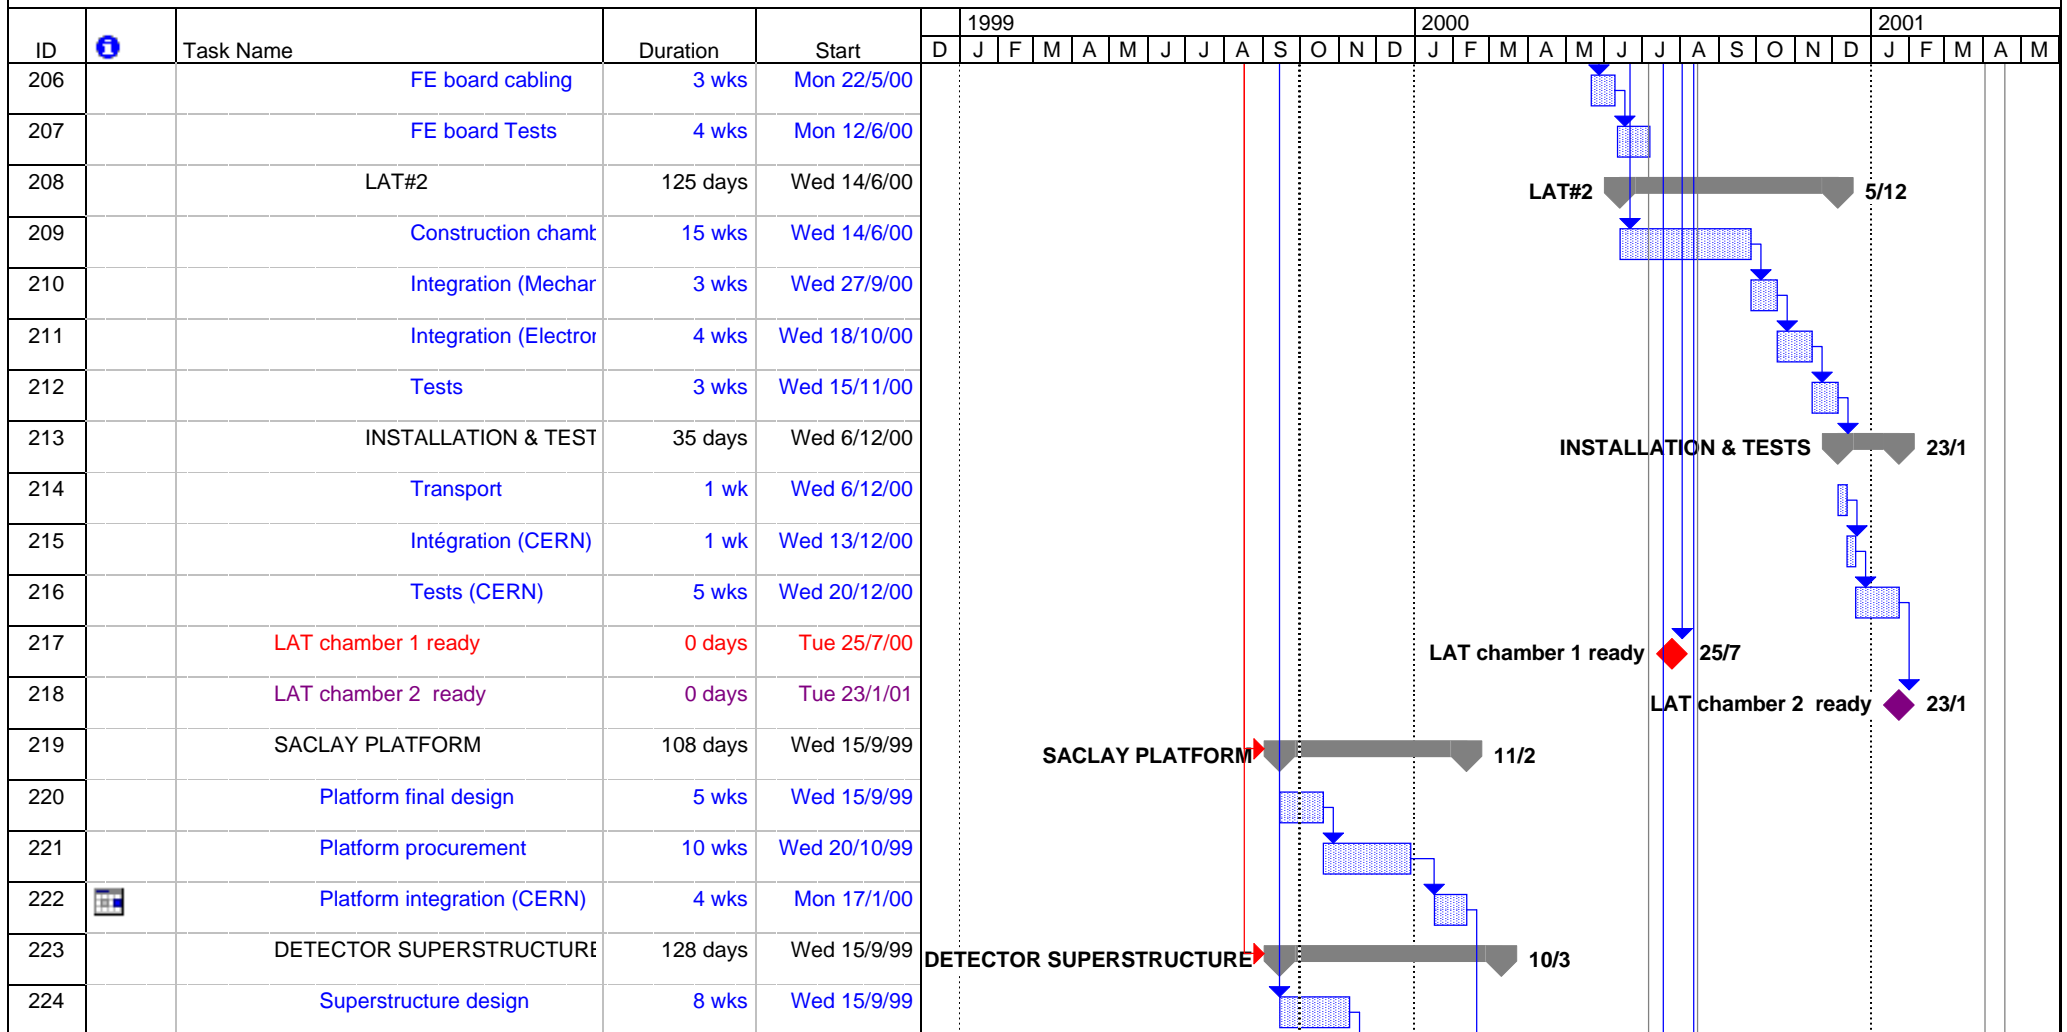 1999 2000 2001
ID Task Name Duration Start D J F M A M J J A S O N D J F M A M J J A S O N D J F M A M
206 FE board cabling 3 wks Mon 22/5/00
207 FE board Tests 4 wks Mon 12/6/00
208 LAT#2 125 days Wed 14/6/00 LAT#2 5/12
209 Construction chamb 15 wks Wed 14/6/00
210 Integration (Mechar 3 wks Wed 27/9/00
211 Integration (Electror 4 wks Wed 18/10/00
212 Tests 3 wks Wed 15/11/00
213 INSTALLATION & TEST 35 days Wed 6/12/00 INSTALLATION & TESTS 23/1
214 Transport 1 wk Wed 6/12/00
215 Intégration (CERN) 1 wk Wed 13/12/00
216 Tests (CERN) 5 wks Wed 20/12/00
217 LAT chamber 1 ready 0 days Tue 25/7/00 LAT chamber 1 ready 25/7
218 LAT chamber 2 ready 0 days Tue 23/1/01 LAT chamber 2 ready 23/1
219 SACLAY PLATFORM 108 days Wed 15/9/99 SACLAY PLATFORM 11/2
220 Platform final design 5 wks Wed 15/9/99
221 Platform procurement 10 wks Wed 20/10/99
222 Platform integration (CERN) 4 wks Mon 17/1/00
223 DETECTOR SUPERSTRUCTURE 128 days Wed 15/9/99 DETECTOR SUPERSTRUCTURE 10/3
224 Superstructure design 8 wks Wed 15/9/99